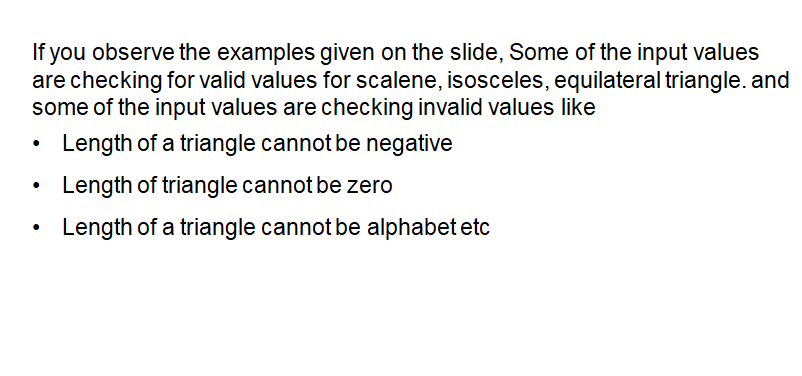 If you observe the examples given on the slide, Some of the input values
are checking for valid values for scalene, isosceles, equilateral triangle. and
some of the input values are checking invalid values like
• Length of a triangle cannot be negative
• Length of triangle cannot be zero
• Length of a triangle cannot be alphabet etc